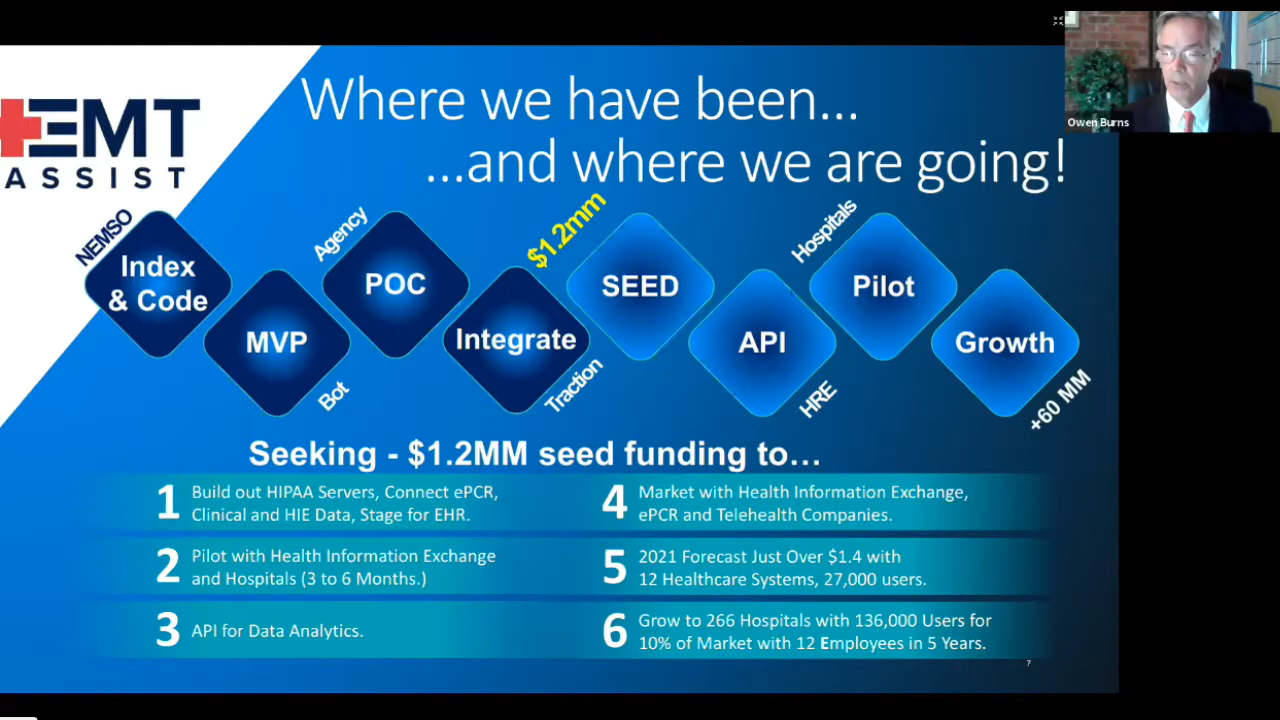 Owen Burns
Where we have been...
...and where we are going!
EMT
ASSIST
NEMSO
Index
& Code
MVP
Bot
Agency
POC
Integrate
Traction
$1.2mm
SEED
API
HRE
Hospitals
Pilot
Growth
+60 MM
Seeking - $1.2MM seed funding to...
1 Build out HIPAA Servers, Connect ePCR,
Clinical and HIE Data, Stage for EHR.
2 Pilot with Health Information Exchange
and Hospitals (3 to 6 Months.)
3 API for Data Analytics.
4 Market with Health Information Exchange,
ePCR and Telehealth Companies.
5 2021 Forecast Just Over $1.4 with
12 Healthcare Systems, 27,000 users.
6 Grow to 266 Hospitals with 136,000 Users for
10% of Market with 12 Employees in 5 Years.
7